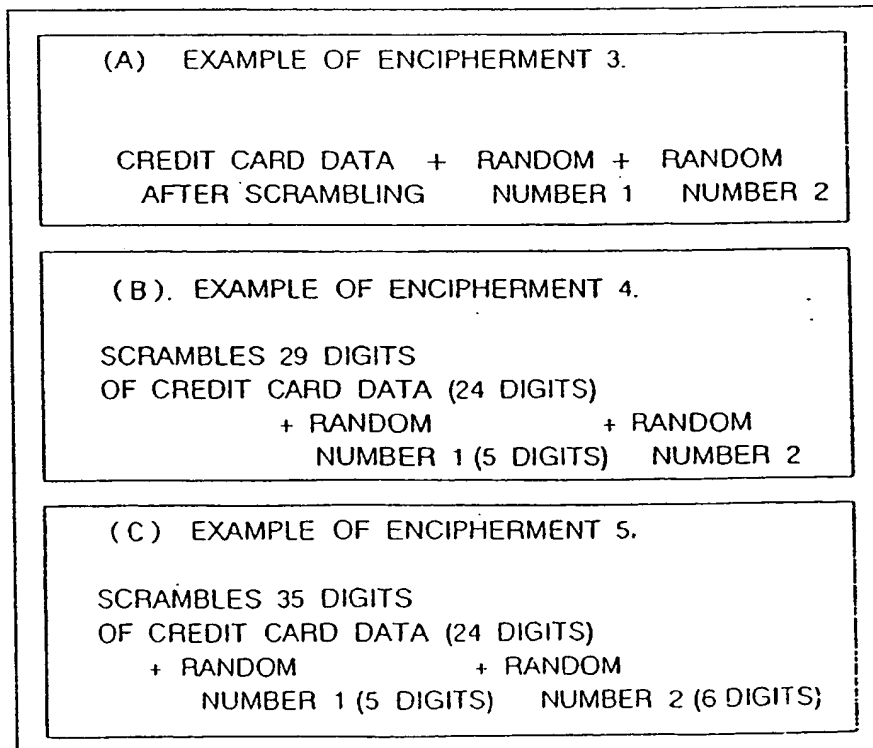 (A) EXAMPLE OF ENCIPHERMENT 3.
CREDIT CARD DATA + RANDOM + RANDOM
AFTER SCRAMBLING NUMBER 1 NUMBER 2
(B). EXAMPLE OF ENCIPHERMENT 4.
SCRAMBLES 29 DIGITS
OF CREDIT CARD DATA (24 DIGITS)
+ RANDOM + RANDOM
NUMBER 1 (5 DIGITS) NUMBER 2
(C) EXAMPLE OF ENCIPHERMENT 5.
SCRAMBLES 35 DIGITS
OF CREDIT CARD DATA (24 DIGITS)
+ RANDOM + RANDOM
NUMBER 1 (5 DIGITS) NUMBER 2 (6 DIGITS)